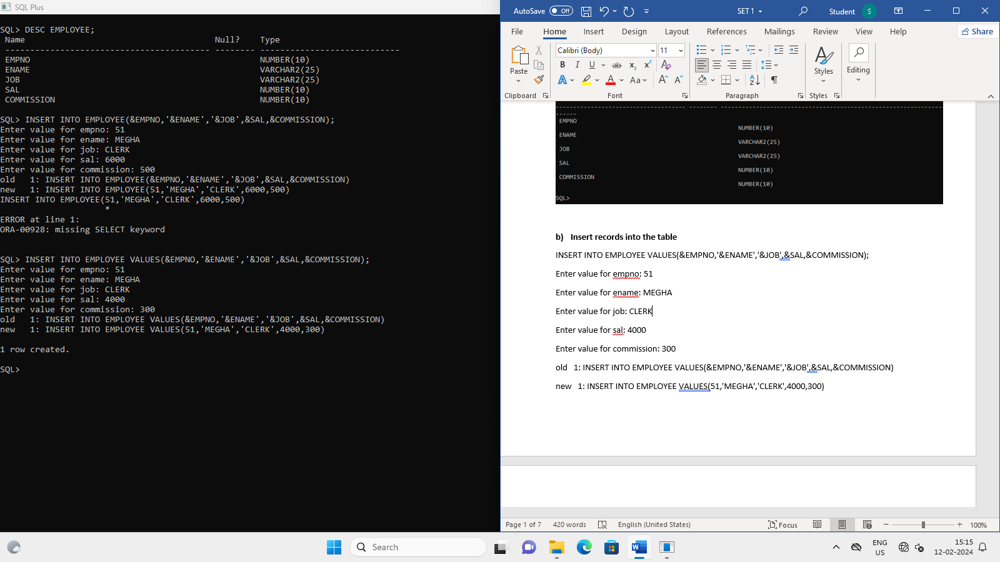 SQL Plus
SQL> DESC EMPLOYEE;
Name Null? Type
----------------------------------------- -------- ----------------------------
EMPNO NUMBER(10)
ENAME VARCHAR2(25)
JOB VARCHAR2(25)
SAL NUMBER(10)
COMMISSION NUMBER(10)
SQL> INSERT INTO EMPLOYEE(&EMPNO,'&ENAME','&JOB',&SAL,&COMMISSION);
Enter value for empno: 51
Enter value for ename: MEGHA
Enter value for job: CLERK
Enter value for sal: 6000
Enter value for commission: 500
old   1: INSERT INTO EMPLOYEE(&EMPNO,'&ENAME','&JOB',&SAL,&COMMISSION)
new   1: INSERT INTO EMPLOYEE(51,'MEGHA','CLERK',6000,500)
INSERT INTO EMPLOYEE(51,'MEGHA','CLERK',6000,500)
*
ERROR at line 1:
ORA-00928: missing SELECT keyword
SQL> INSERT INTO EMPLOYEE VALUES(&EMPNO,'&ENAME','&JOB',&SAL,&COMMISSION);
Enter value for empno: 51
Enter value for ename: MEGHA
Enter value for job: CLERK
Enter value for sal: 4000
Enter value for commission: 300
old   1: INSERT INTO EMPLOYEE VALUES(&EMPNO,'&ENAME','&JOB',&SAL,&COMMISSION)
new   1: INSERT INTO EMPLOYEE VALUES(51,'MEGHA','CLERK',4000,300)
1 row created.
SQL>
AutoSave Off SET 1 Student S
File Home Insert Design Layout References Mailings Review View Help Share
Calibri (Body) 11
Paste Styles Editing
Clipboard Font Paragraph Styles
EMPNO
NUMBER(10)
ENAME
VARCHAR2(25)
JOB
VARCHAR2(25)
SAL
NUMBER(10)
COMMISSION
NUMBER(10)
SQL>
b) Insert records into the table
INSERT INTO EMPLOYEE VALUES(&EMPNO,'&ENAME','&JOB',&SAL,&COMMISSION);
Enter value for empno: 51
Enter value for ename: MEGHA
Enter value for job: CLERK
Enter value for sal: 4000
Enter value for commission: 300
old   1: INSERT INTO EMPLOYEE VALUES(&EMPNO,'&ENAME','&JOB',&SAL,&COMMISSION)
new   1: INSERT INTO EMPLOYEE VALUES(51,'MEGHA','CLERK',4000,300)
Page 1 of 7 420 words English (United States) Focus 100%
Search
ENG
US
15:15
12-02-2024